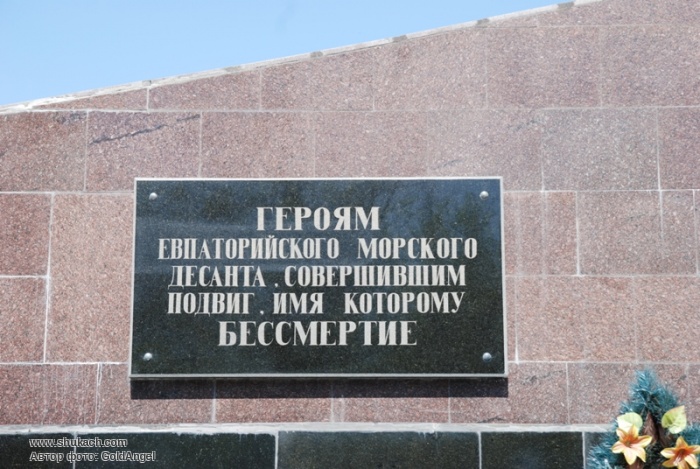 ГЕРОЯМ
ЕВПАТОРИЙСКОГО МОРСКОГО
ДЕСАНТА, СОВЕРШИВШИМ
ПОДВИГ, ИМЯ КОТОРОМУ
БЕССМЕРТИЕ
www.shukach.com
Автор фото: GoldAngel